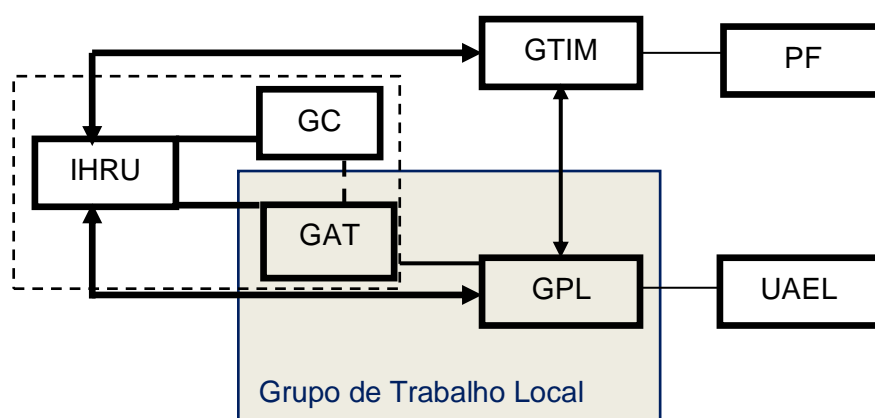 GTIM
PF
GC
IHRU
GAT
GPL
UAEL
Grupo de Trabalho Local